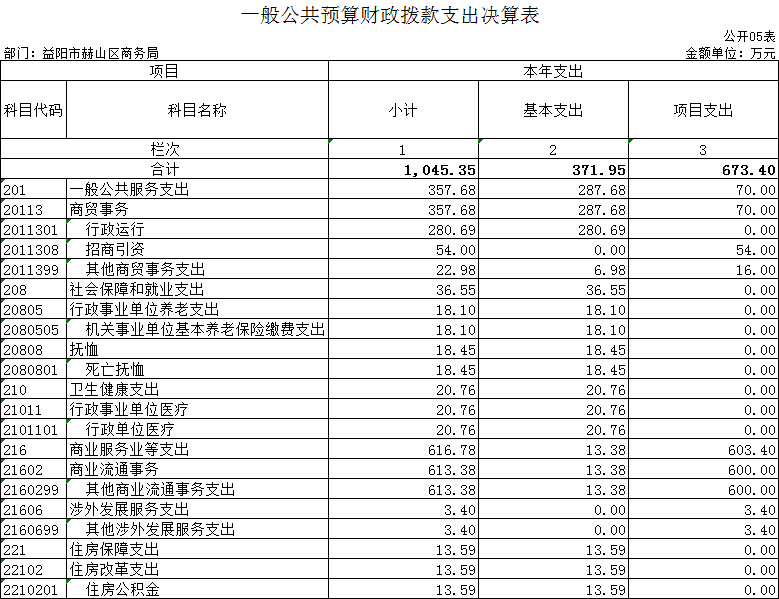 一般公共预算财政拨款支出决算表
公开05表
部门：益阳市赫山区商务局 金额单位：万元
项目 本年支出
科目代码 科目名称 小计 基本支出 项目支出
栏次 1 2 3
合计 1,045.35 371.95 673.40
201 一般公共服务支出 357.68 287.68 70.00
20113 商贸事务 357.68 287.68 70.00
2011301 行政运行 280.69 280.69 0.00
2011308 招商引资 54.00 0.00 54.00
2011399 其他商贸事务支出 22.98 6.98 16.00
208 社会保障和就业支出 36.55 36.55 0.00
20805 行政事业单位养老支出 18.10 18.10 0.00
2080505 机关事业单位基本养老保险缴费支出 18.10 18.10 0.00
20808 抚恤 18.45 18.45 0.00
2080801 死亡抚恤 18.45 18.45 0.00
210 卫生健康支出 20.76 20.76 0.00
21011 行政事业单位医疗 20.76 20.76 0.00
2101101 行政单位医疗 20.76 20.76 0.00
216 商业服务业等支出 616.78 13.38 603.40
21602 商业流通事务 613.38 13.38 600.00
2160299 其他商业流通事务支出 613.38 13.38 600.00
21606 涉外发展服务支出 3.40 0.00 3.40
2160699 其他涉外发展服务支出 3.40 0.00 3.40
221 住房保障支出 13.59 13.59 0.00
22102 住房改革支出 13.59 13.59 0.00
2210201 住房公积金 13.59 13.59 0.00